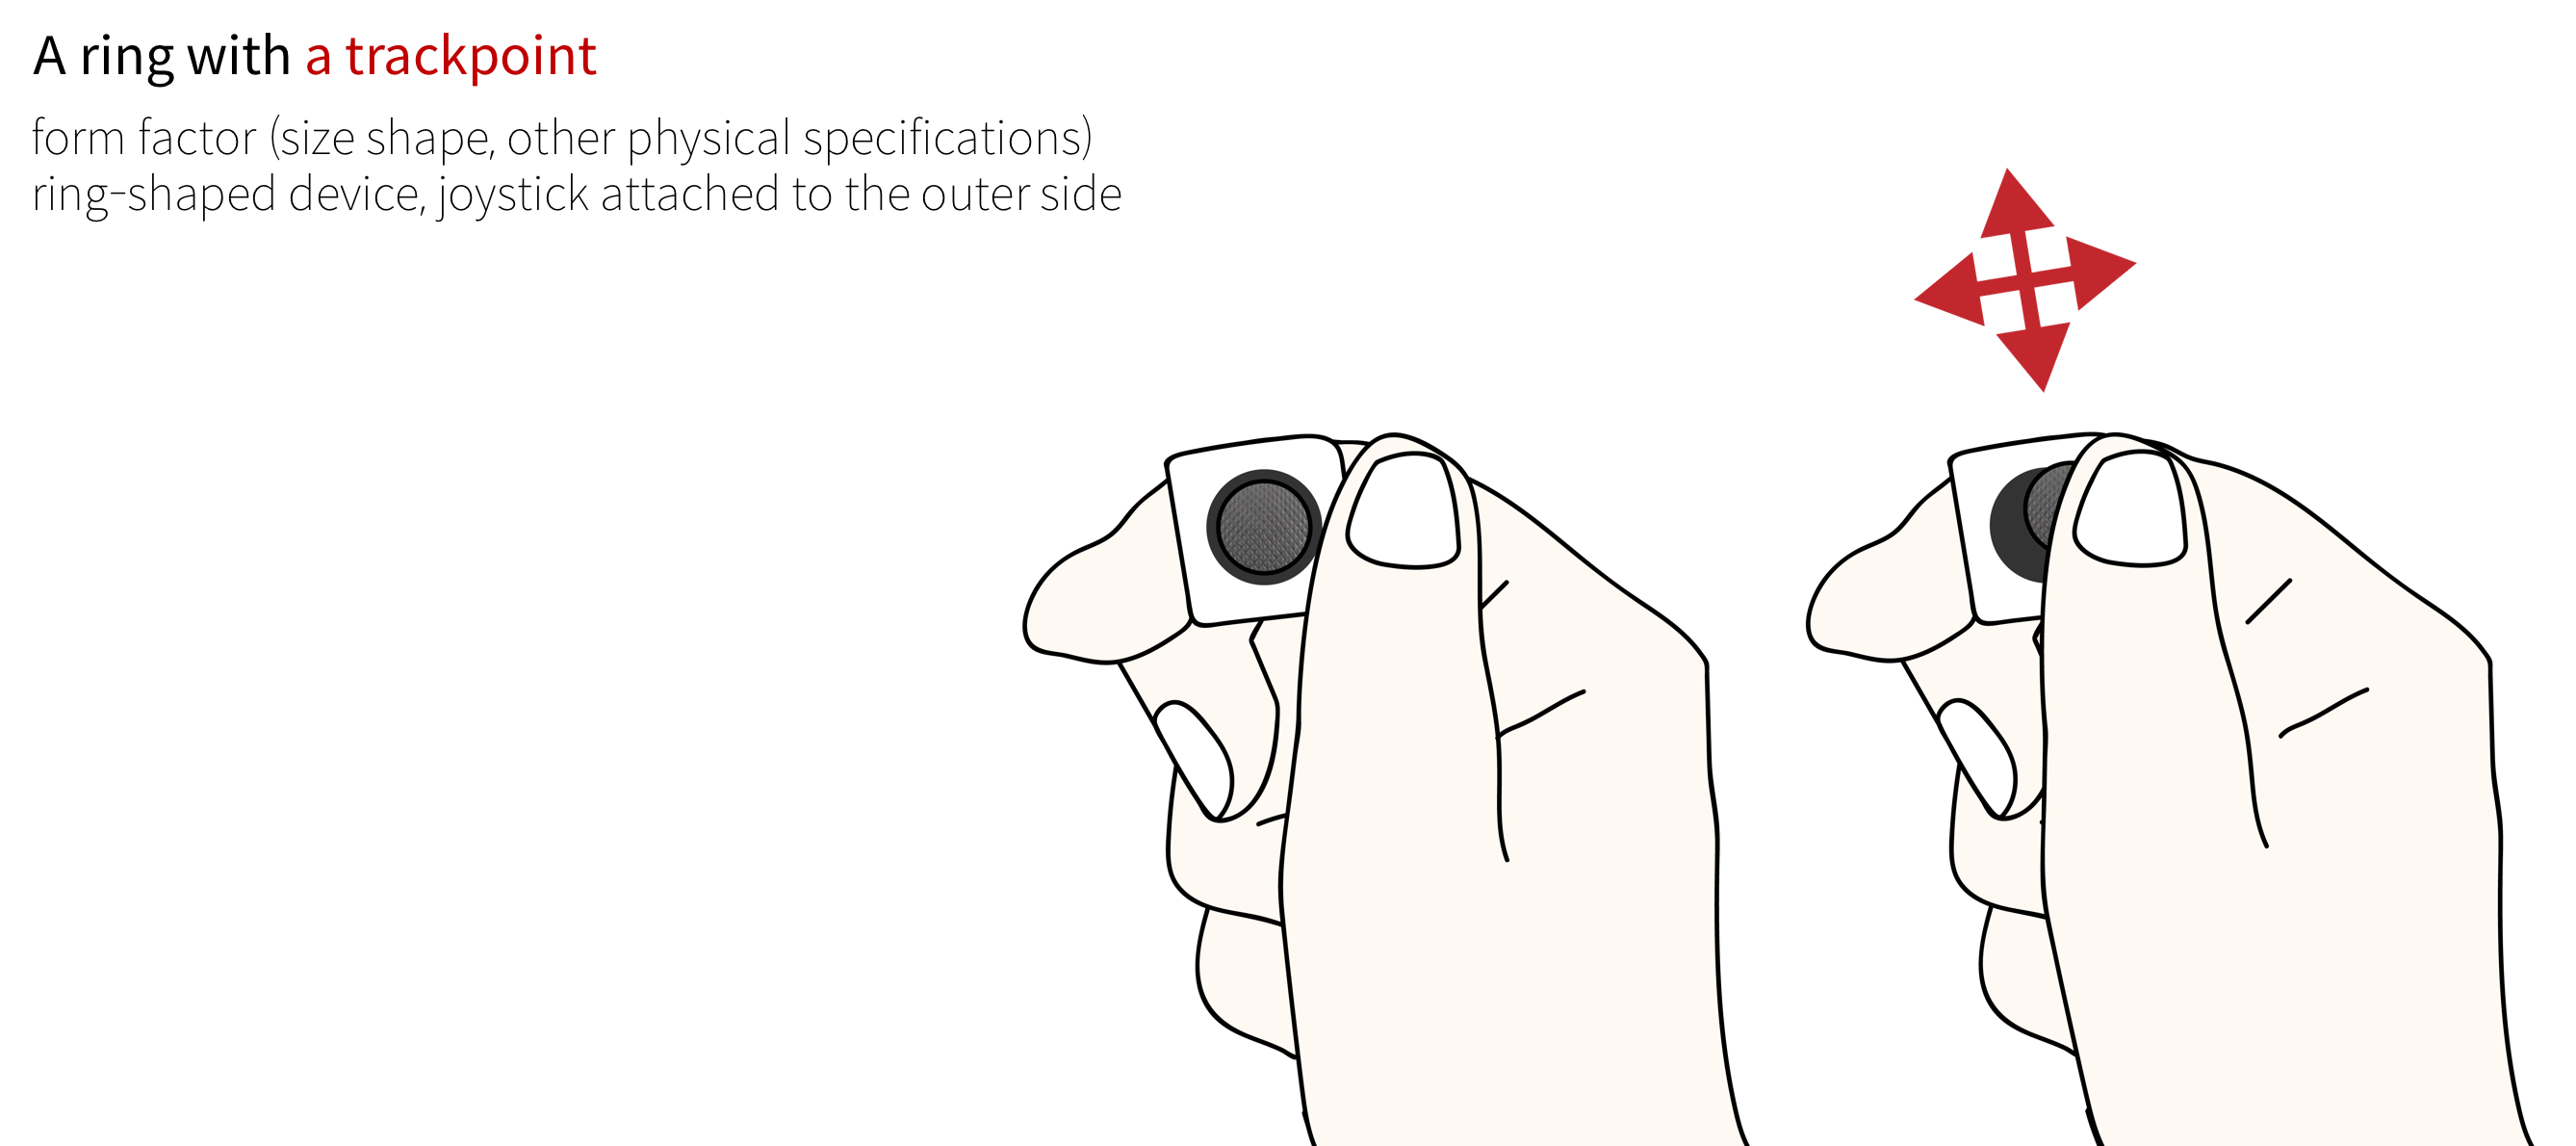 A ring with a trackpoint
form factor (size shape, other physical specifications)
ring-shaped device, joystick attached to the outer side